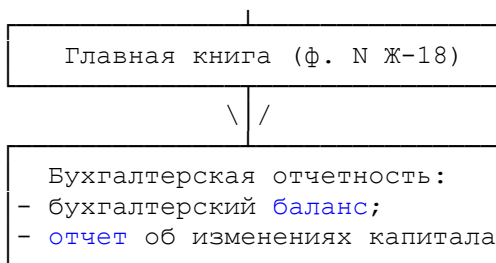 Главная книга (ф. N Ж-18)
\|/
Бухгалтерская отчетность:
- бухгалтерский баланс;
- отчет об изменениях капитала